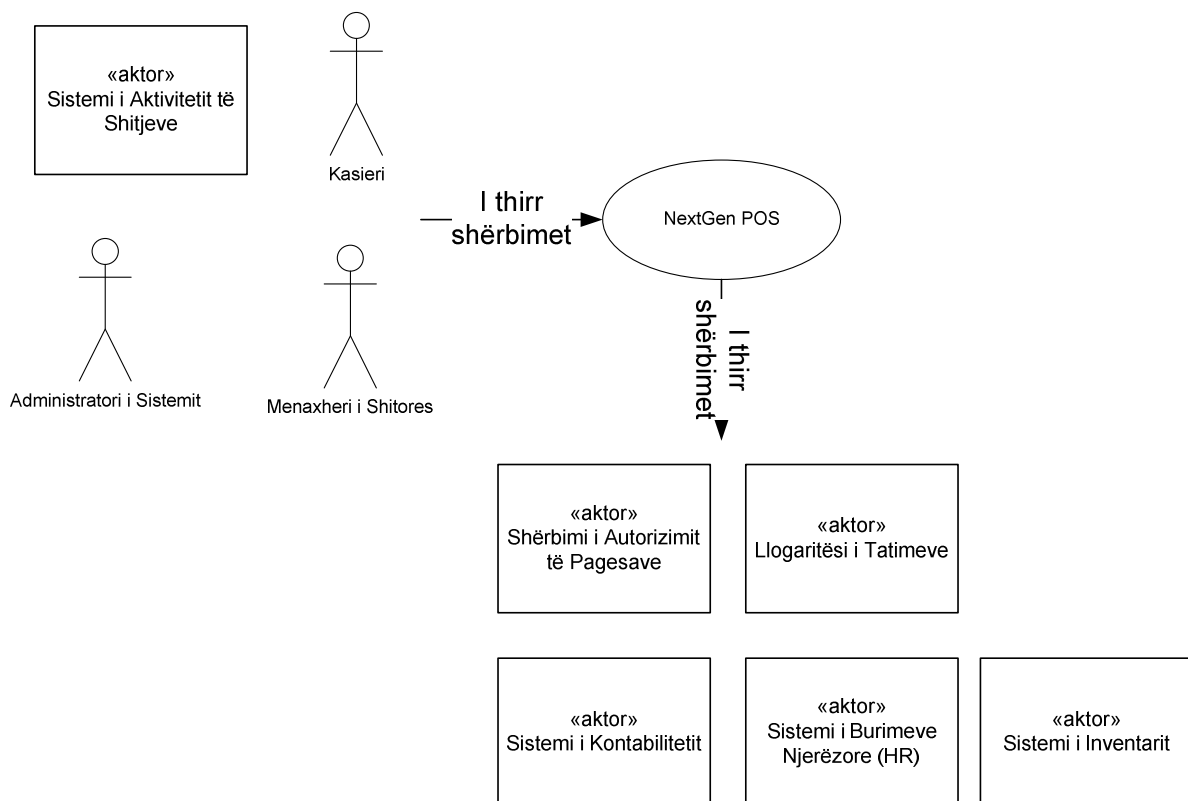 «aktor»
Sistemi i Aktivitetit të
Shitjeve
Kasieri
I thirr
shërbimet
NextGen POS
Administratori i Sistemit
Menaxheri i Shitores
I thirr
shërbimet
«aktor»
Shërbimi i Autorizimit
të Pagesave
«aktor»
Llogaritësi i Tatimeve
«aktor»
Sistemi i Kontabilitetit
«aktor»
Sistemi i Burimeve
Njerëzore (HR)
«aktor»
Sistemi i Inventarit